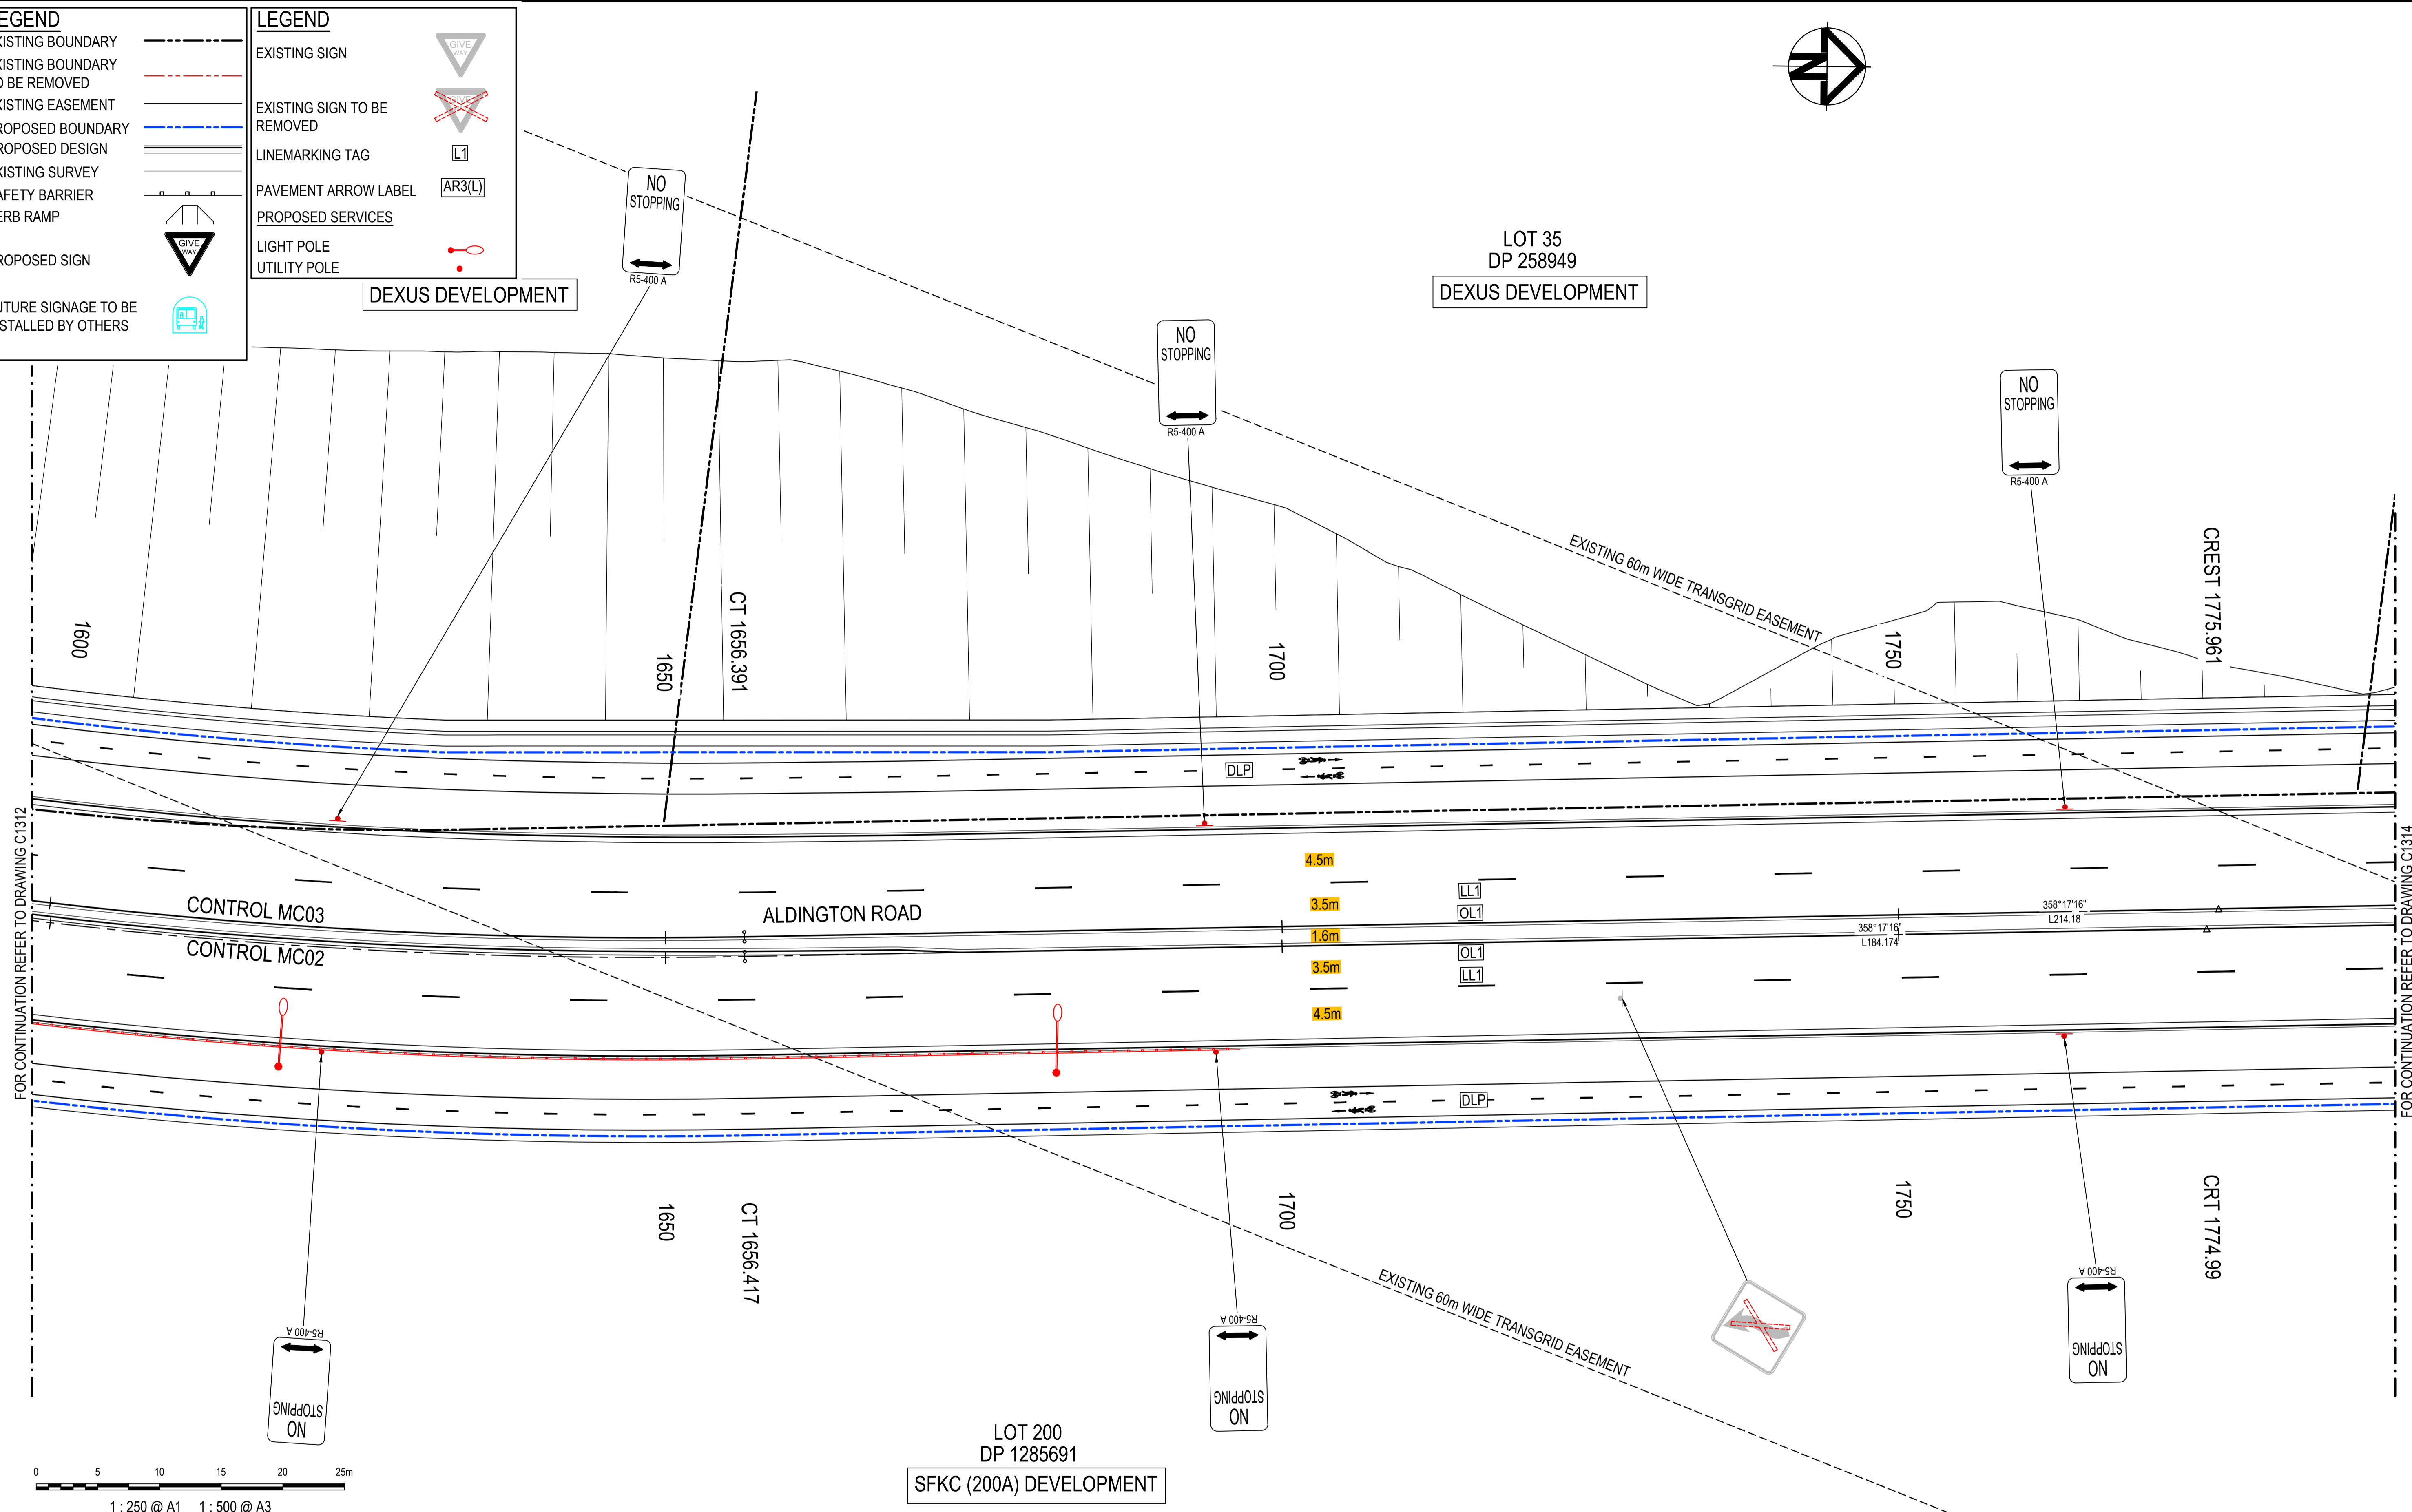 EGEND
XISTING BOUNDARY
XISTING BOUNDARY
O BE REMOVED
XISTING EASEMENT
ROPOSED BOUNDARY
ROPOSED DESIGN
XISTING SURVEY
AFETY BARRIER
ERB RAMP
ROPOSED SIGN
GIVE
WAY
UTURE SIGNAGE TO BE
STALLED BY OTHERS
LEGEND
EXISTING SIGN
GIVE
WAY
EXISTING SIGN TO BE
REMOVED
GIVE
LINEMARKING TAG
L1
PAVEMENT ARROW LABEL
AR3(L)
PROPOSED SERVICES
LIGHT POLE
UTILITY POLE
DEXUS DEVELOPMENT
N
NO
STOPPING
R5-400 A
LOT 35
DP 258949
DEXUS DEVELOPMENT
NO
STOPPING
R5-400 A
NO
STOPPING
R5-400 A
EXISTING 60m WIDE TRANSGRID EASEMENT
1600
1650
CT 1656.391
1700
1750
CREST 1775.961
FOR CONTINUATION REFER TO DRAWING C1312
FOR CONTINUATION REFER TO DRAWING C1314
DLP
4.5m
LL1
3.5m
OL1
CONTROL MC03
ALDINGTON ROAD
1.6m
358°17'16"
L214.18
358°17'16"
L184.174
CONTROL MC02
OL1
3.5m
LL1
4.5m
DLP
1650
CT 1656.417
1700
1750
CRT 1774.99
EXISTING 60m WIDE TRANSGRID EASEMENT
R5-400 A
NO
STOPPING
R5-400 A
NO
STOPPING
R5-400 A
NO
STOPPING
LOT 200
DP 1285691
SFKC (200A) DEVELOPMENT
0 5 10 15 20 25m
1 : 250 @ A1 1 : 500 @ A3